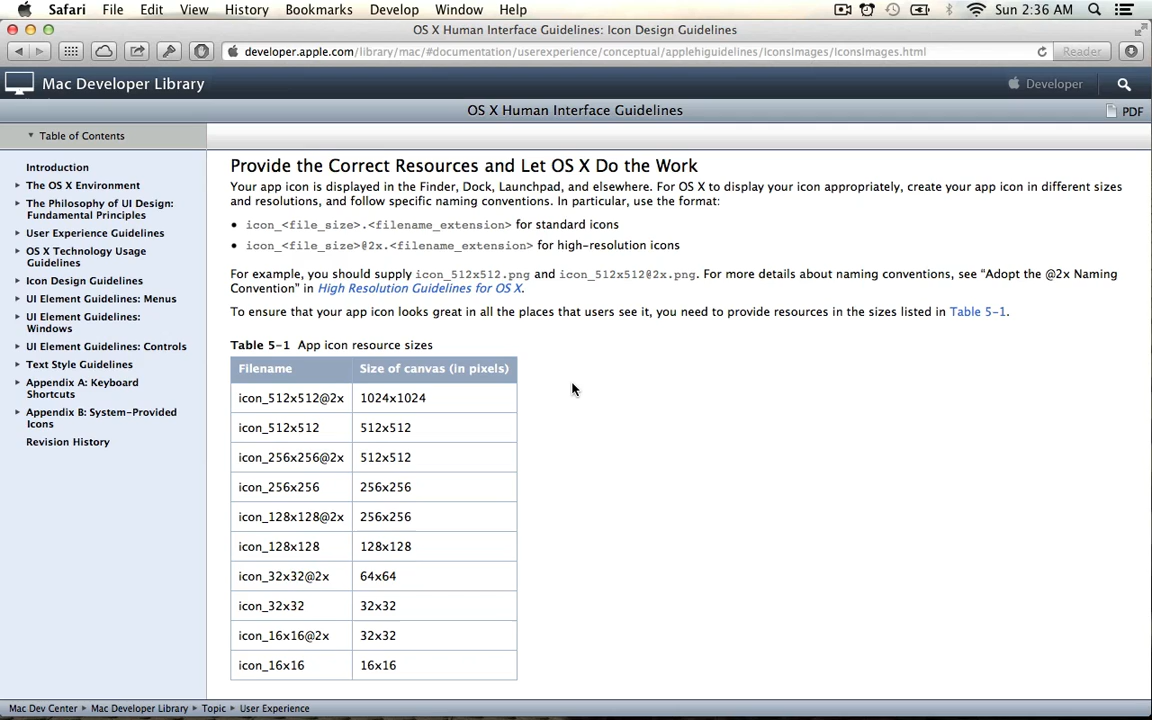 Safari File Edit View History Bookmarks Develop Window Help Sun 2:36 AM
OS X Human Interface Guidelines: Icon Design Guidelines
developer.apple.com/library/mac/#documentation/userexperience/conceptual/applehiguidelines/IconsImages/IconsImages.html Reader
Mac Developer Library Developer
OS X Human Interface Guidelines
PDF
Table of Contents
Introduction
The OS X Environment
The Philosophy of UI Design:
Fundamental Principles
User Experience Guidelines
OS X Technology Usage
Guidelines
Icon Design Guidelines
UI Element Guidelines: Menus
UI Element Guidelines:
Windows
UI Element Guidelines: Controls
Text Style Guidelines
Appendix A: Keyboard
Shortcuts
Appendix B: System-Provided
Icons
Revision History
Provide the Correct Resources and Let OS X Do the Work
Your app icon is displayed in the Finder, Dock, Launchpad, and elsewhere. For OS X to display your icon appropriately, create your app icon in different sizes
and resolutions, and follow specific naming conventions. In particular, use the format:
• icon_<file_size>.<filename_extension> for standard icons
• icon_<file_size>@2x.<filename_extension> for high-resolution icons
For example, you should supply icon_512x512.png and icon_512x512@2x.png. For more details about naming conventions, see “Adopt the @2x Naming
Convention” in High Resolution Guidelines for OS X.
To ensure that your app icon looks great in all the places that users see it, you need to provide resources in the sizes listed in Table 5-1.
Table 5-1 App icon resource sizes
Filename Size of canvas (in pixels)
icon_512x512@2x 1024x1024
icon_512x512 512x512
icon_256x256@2x 512x512
icon_256x256 256x256
icon_128x128@2x 256x256
icon_128x128 128x128
icon_32x32@2x 64x64
icon_32x32 32x32
icon_16x16@2x 32x32
icon_16x16 16x16
Mac Dev Center Mac Developer Library Topic User Experience